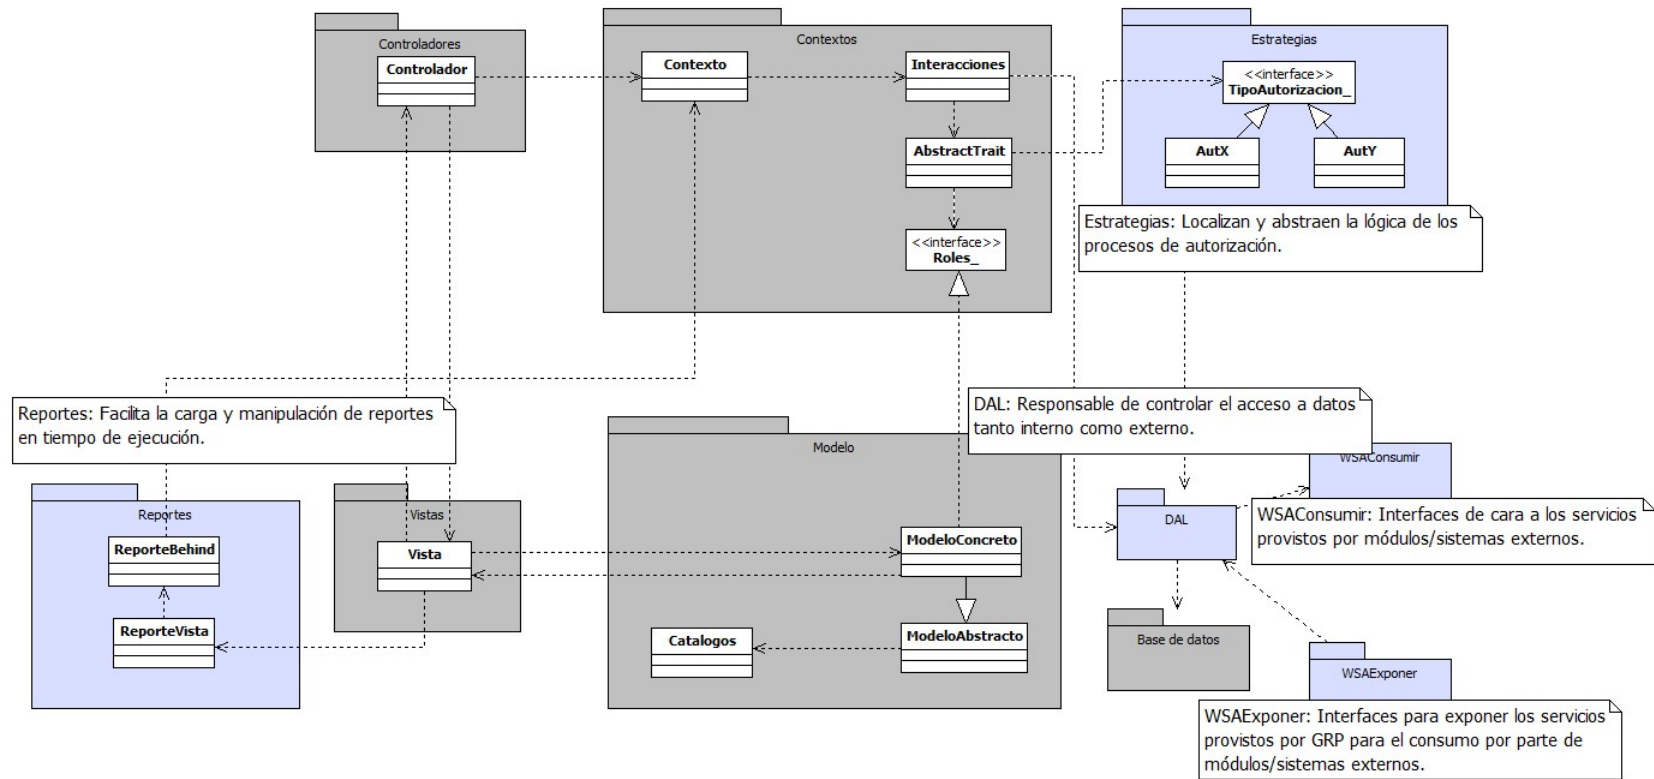 Controladores
Controlador
Contextos
Contexto
Interacciones
AbstractTrait
<<interface>>
Roles_
Estrategias
<<interface>>
TipoAutorizacion_
AutX
AutY
Estrategias: Localizan y abstraen la lógica de los
procesos de autorización.
Reportes: Facilita la carga y manipulación de reportes
en tiempo de ejecución.
DAL: Responsable de controlar el acceso a datos
tanto interno como externo.
Reportes
ReporteBehind
ReporteVista
Vistas
Vista
Modelo
ModeloConcreto
ModeloAbstracto
Catalogos
WSAConsumir
WSAConsumir: Interfaces de cara a los servicios
provistos por módulos/sistemas externos.
DAL
Base de datos
WSAExponer
WSAExponer: Interfaces para exponer los servicios
provistos por GRP para el consumo por parte de
módulos/sistemas externos.